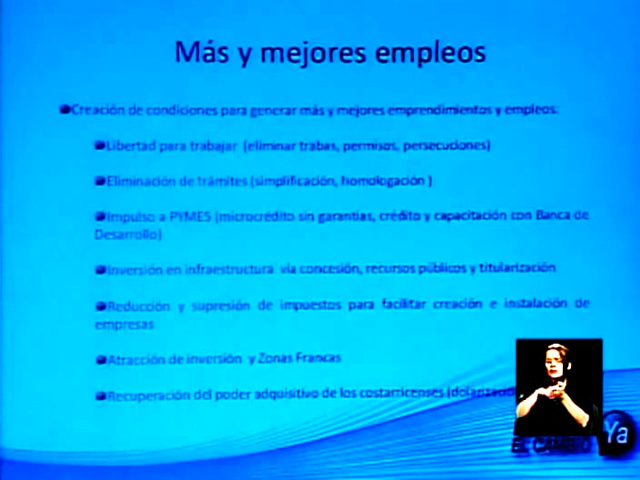 Más y mejores empleos
Creación de condiciones para generar más y mejores emprendimientos y empleos:
Libertad para trabajar (eliminar trabas, permisos, persecuciones)
Eliminación de trámites (simplificación, homologación )
Impulso a PYMES (microcrédito sin garantías, crédito y capacitación con Banca de
Desarrollo)
Inversión en infraestructura vía concesión, recursos públicos y titularización
Reducción y supresión de impuestos para facilitar creación e instalación de
empresas
Atracción de inversión y Zonas Francas
Recuperación del poder adquisitivo de los costarricenses
Ya